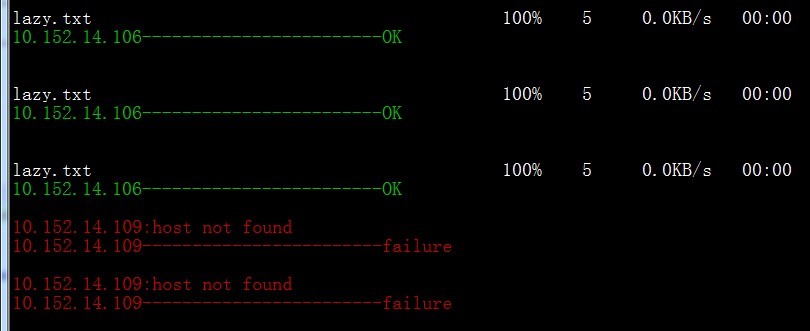 lazy.txt 100% 5 0.0KB/s 00:00
10.152.14.106------------------------OK
lazy.txt 100% 5 0.0KB/s 00:00
10.152.14.106------------------------OK
lazy.txt 100% 5 0.0KB/s 00:00
10.152.14.106------------------------OK
10.152.14.109:host not found
10.152.14.109------------------------failure
10.152.14.109:host not found
10.152.14.109------------------------failure